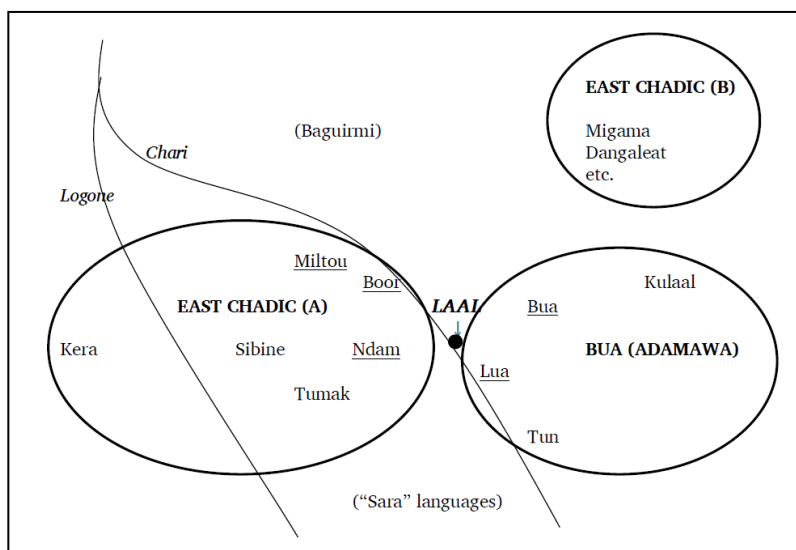 EAST CHADIC (B)
Migama
Dangaleat
etc.
(Baguirmi)
Chari
Logone
Miltou
Boor
EAST CHADIC (A)
Kera
Sibine
Ndam
Tumak
LAAL
Kulaal
Bua
BUA (ADAMAWA)
Lua
Tun
(“Sara” languages)